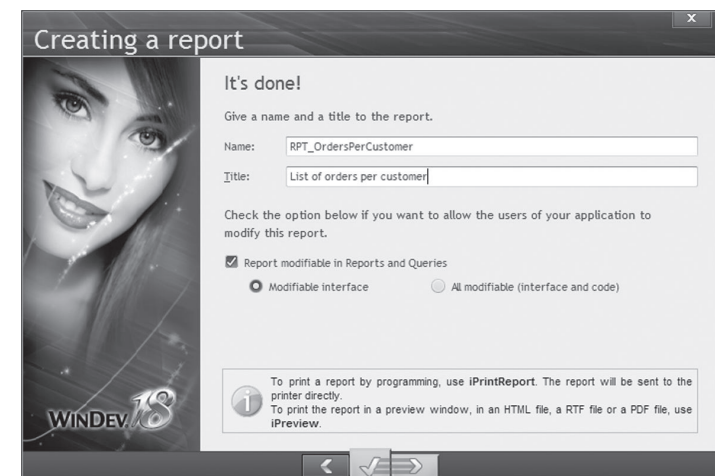 x
Creating a report
It's done!
Give a name and a title to the report.
Name: RPT_OrdersPerCustomer
Title: List of orders per customer
Check the option below if you want to allow the users of your application to
modify this report.
Report modifiable in Reports and Queries
Modifiable interface All modifiable (interface and code)
To print a report by programming, use iPrintReport. The report will be sent to the
printer directly.
To print the report in a preview window, in an HTML file, a RTF file or a PDF file, use
iPreview.
WINDEV 18